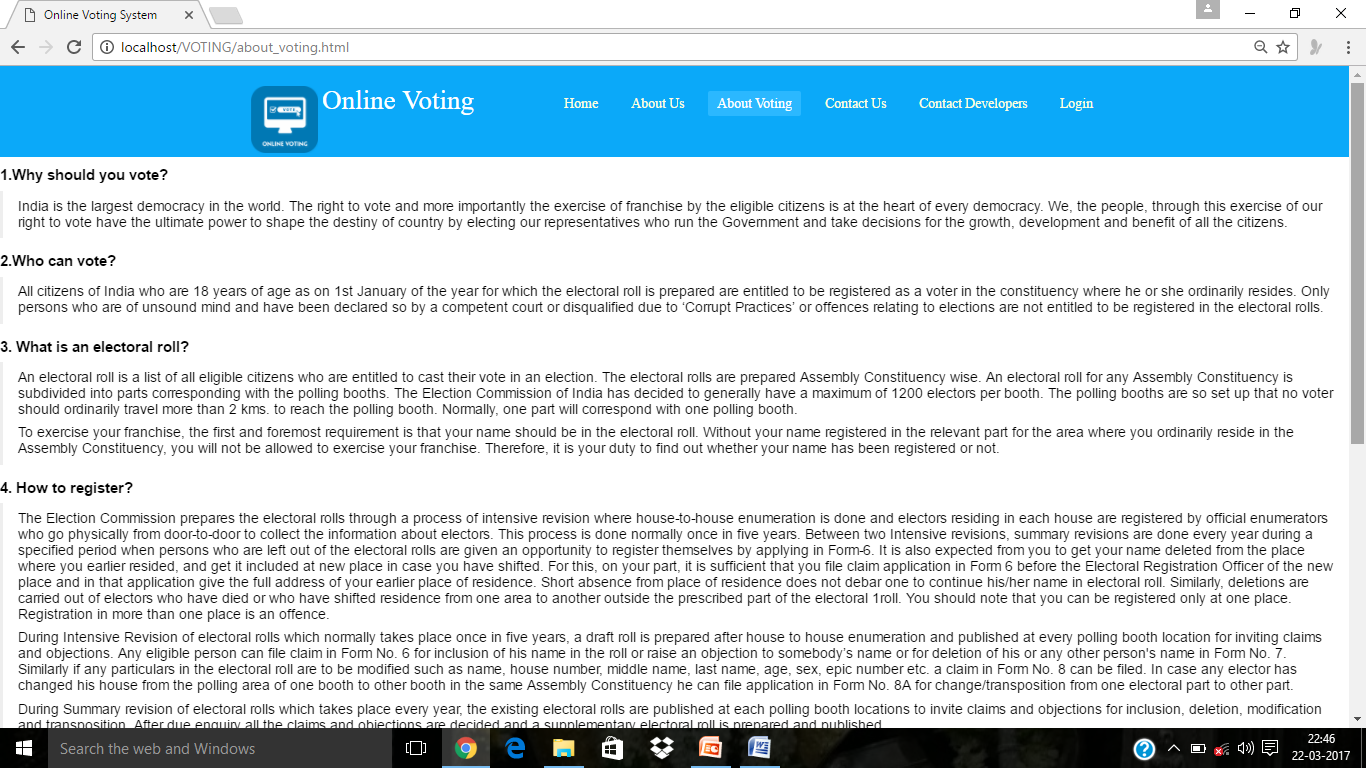 Online Voting System
localhost/VOTING/about_voting.html
VOTE
ONLINE VOTING
Online Voting
Home About Us About Voting Contact Us Contact Developers Login
1.Why should you vote?
India is the largest democracy in the world. The right to vote and more importantly the exercise of franchise by the eligible citizens is at the heart of every democracy. We, the people, through this exercise of our
right to vote have the ultimate power to shape the destiny of country by electing our representatives who run the Government and take decisions for the growth, development and benefit of all the citizens.
2.Who can vote?
All citizens of India who are 18 years of age as on 1st January of the year for which the electoral roll is prepared are entitled to be registered as a voter in the constituency where he or she ordinarily resides. Only
persons who are of unsound mind and have been declared so by a competent court or disqualified due to ‘Corrupt Practices’ or offences relating to elections are not entitled to be registered in the electoral rolls.
3. What is an electoral roll?
An electoral roll is a list of all eligible citizens who are entitled to cast their vote in an election. The electoral rolls are prepared Assembly Constituency wise. An electoral roll for any Assembly Constituency is
subdivided into parts corresponding with the polling booths. The Election Commission of India has decided to generally have a maximum of 1200 electors per booth. The polling booths are so set up that no voter
should ordinarily travel more than 2 kms. to reach the polling booth. Normally, one part will correspond with one polling booth.
To exercise your franchise, the first and foremost requirement is that your name should be in the electoral roll. Without your name registered in the relevant part for the area where you ordinarily reside in the
Assembly Constituency, you will not be allowed to exercise your franchise. Therefore, it is your duty to find out whether your name has been registered or not.
4. How to register?
The Election Commission prepares the electoral rolls through a process of intensive revision where house-to-house enumeration is done and electors residing in each house are registered by official enumerators
who go physically from door-to-door to collect the information about electors. This process is done normally once in five years. Between two Intensive revisions, summary revisions are done every year during a
specified period when persons who are left out of the electoral rolls are given an opportunity to register themselves by applying in Form-6. It is also expected from you to get your name deleted from the place
where you earlier resided, and get it included at new place in case you have shifted. For this, on your part, it is sufficient that you file claim application in Form 6 before the Electoral Registration Officer of the new
place and in that application give the full address of your earlier place of residence. Short absence from place of residence does not debar one to continue his/her name in electoral roll. Similarly, deletions are
carried out of electors who have died or who have shifted residence from one area to another outside the prescribed part of the electoral 1roll. You should note that you can be registered only at one place.
Registration in more than one place is an offence.
During Intensive Revision of electoral rolls which normally takes place once in five years, a draft roll is prepared after house to house enumeration and published at every polling booth location for inviting claims
and objections. Any eligible person can file claim in Form No. 6 for inclusion of his name in the roll or raise an objection to somebody’s name or for deletion of his or any other person's name in Form No. 7.
Similarly if any particulars in the electoral roll are to be modified such as name, house number, middle name, last name, age, sex, epic number etc. a claim in Form No. 8 can be filed. In case any elector has
changed his house from the polling area of one booth to other booth in the same Assembly Constituency he can file application in Form No. 8A for change/transposition from one electoral part to other part.
During Summary revision of electoral rolls which takes place every year, the existing electoral rolls are published at each polling booth locations to invite claims and objections for inclusion, deletion, modification
and transposition. After due enquiry all the claims and objections are decided and a supplementary electoral roll is prepared and published.
Search the web and Windows
22:46
22-03-2017